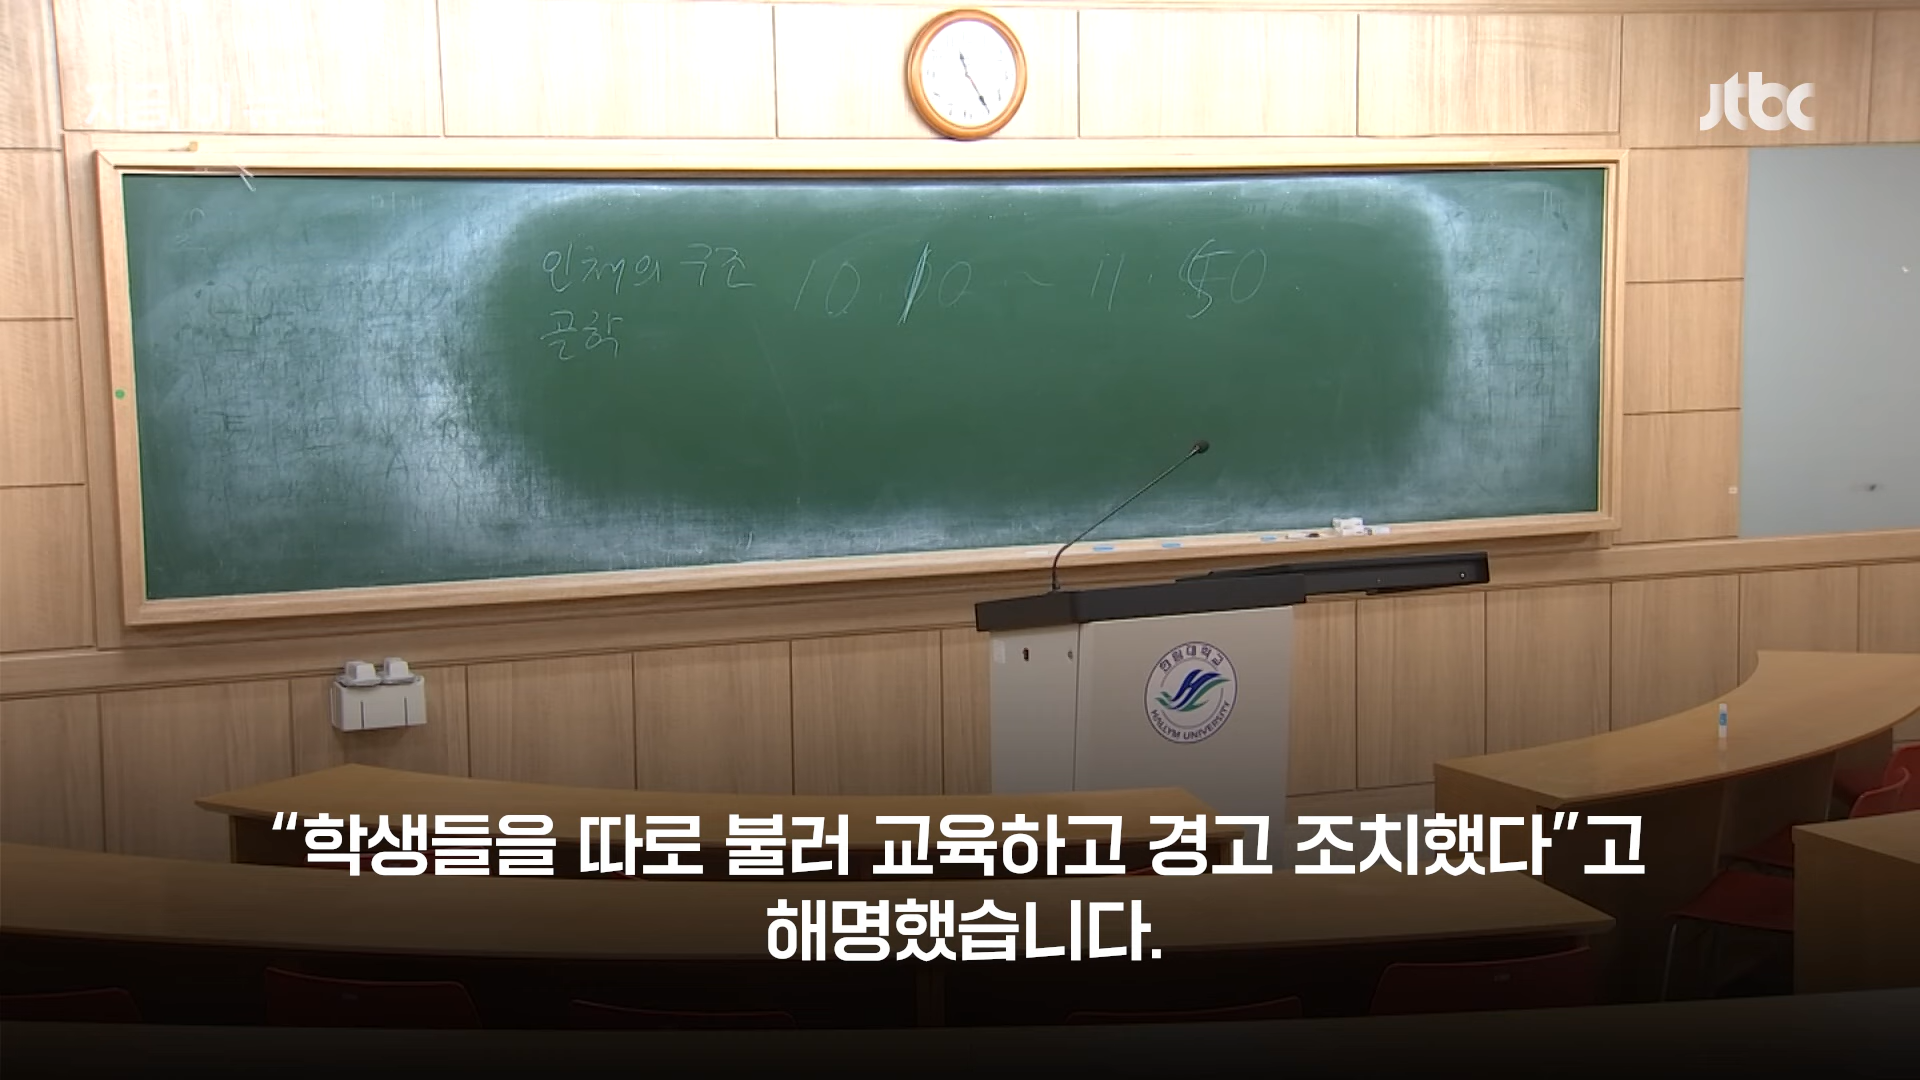 jtbc
인체의 구조 10:10 ~ 11:50
골학
한림대학교
HALLYM UNIVERSITY
“학생들을 따로 불러 교육하고 경고 조치했다”고
해명했습니다.